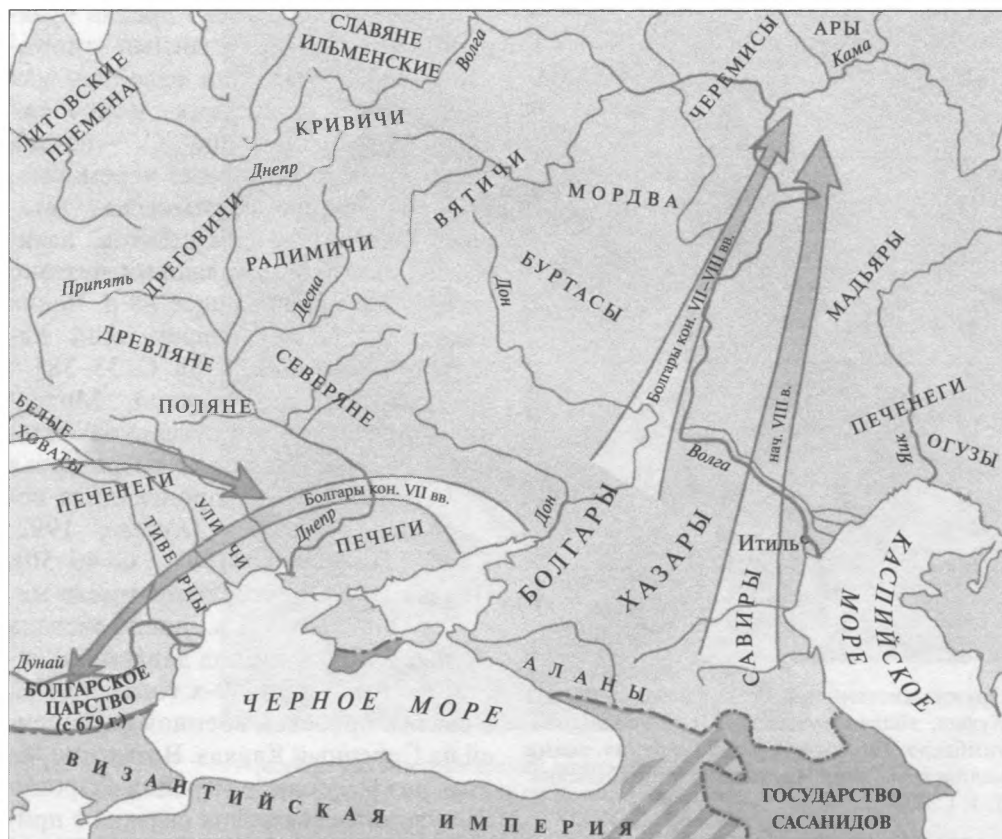 СЛАВЯНЕ
ИЛЬМЕНСКИЕ
Волга
ЧЕРЕМИСЫ
АРЫ
Кама
ЛИТОВСКИЕ
ПЛЕМЕНА
КРИВИЧИ
Днепр
ВЯТИЧИ
МОРДВА
ДРЕГОВИЧИ
РАДИМИЧИ
Припять
Десна
Дон
БУРТАСЫ
Болгары кон. VII–VIII вв.
МАДЬЯРЫ
ДРЕВЛЯНЕ
СЕВЕРЯНЕ
ПОЛЯНЕ
нач. VIII в.
ПЕЧЕНЕГИ
БЕЛЫЕ
ХОВАТЫ
Волга
Яик
ОГУЗЫ
ПЕЧЕНЕГИ
Болгары кон. VII вв.
УЛИЧИ
ТИВЕРЦЫ
Днепр
ПЕЧЕГИ
Дон
БОЛГАРЫ
ХАЗАРЫ
Итиль
САВИРЫ
КАСПИЙСКОЕ
МОРЕ
Дунай
БОЛГАРСКОЕ
ЦАРСТВО
(с 679 г)
АЛАНЫ
ЧЕРНОЕ МОРЕ
ВИЗАНТИЙСКАЯ ИМПЕРИЯ
ГОСУДАРСТВО
САСАНИДОВ